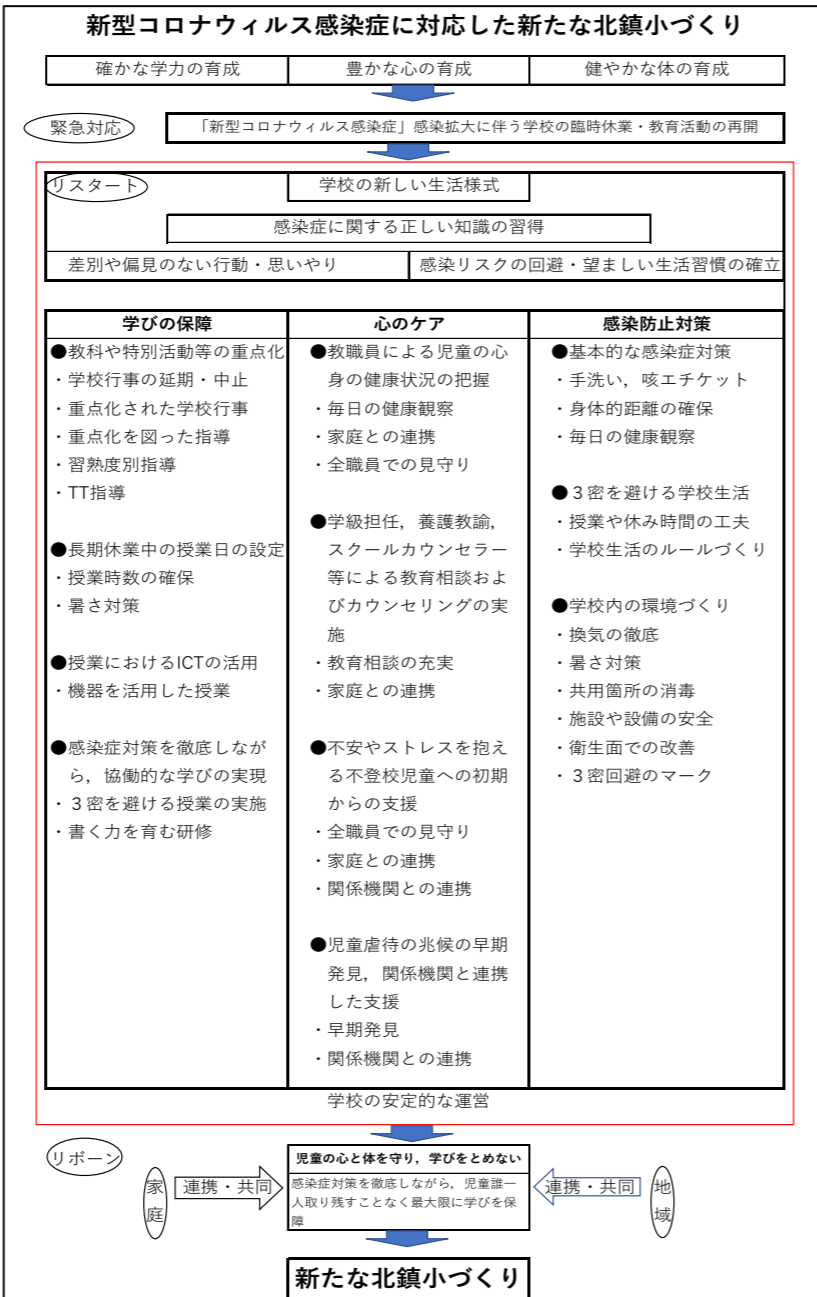 新型コロナウィルス感染症に対応した新たな北鎮小づくり
確かな学力の育成
豊かな心の育成
健やかな体の育成
緊急対応
「新型コロナウィルス感染症」感染拡大に伴う学校の臨時休業・教育活動の再開
リスタート
学校の新しい生活様式
感染症に関する正しい知識の習得
差別や偏見のない行動・思いやり
感染リスクの回避・望ましい生活習慣の確立
学びの保障
●教科や特別活動等の重点化
・学校行事の延期・中止
・重点化された学校行事
・重点化を図った指導
・習熟度別指導
・TT指導
●長期休業中の授業日の設定
・授業時数の確保
・暑さ対策
●授業におけるICTの活用
・機器を活用した授業
●感染症対策を徹底しなが
ら，協働的な学びの実現
・３密を避ける授業の実施
・書く力を育む研修
心のケア
●教職員による児童の心
身の健康状況の把握
・毎日の健康観察
・家庭との連携
・全職員での見守り
●学級担任，養護教諭，
スクールカウンセラー
等による教育相談およ
びカウンセリングの実
施
・教育相談の充実
・家庭との連携
●不安やストレスを抱え
る不登校児童への初期
からの支援
・全職員での見守り
・家庭との連携
・関係機関との連携
●児童虐待の兆候の早期
発見，関係機関と連携
した支援
・早期発見
・関係機関との連携
感染防止対策
●基本的な感染症対策
・手洗い，咳エチケット
・身体的距離の確保
・毎日の健康観察
●３密を避ける学校生活
・授業や休み時間の工夫
・学校生活のルールづくり
●学校内の環境づくり
・換気の徹底
・暑さ対策
・共用箇所の消毒
・施設や設備の安全
・衛生面での改善
・３密回避のマーク
学校の安定的な運営
リボーン
家庭
連携・共同
児童の心と体を守り，学びをとめない
感染症対策を徹底しながら，児童誰一
人取り残すことなく最大限に学びを保
障
連携・共同
地域
新たな北鎮小づくり